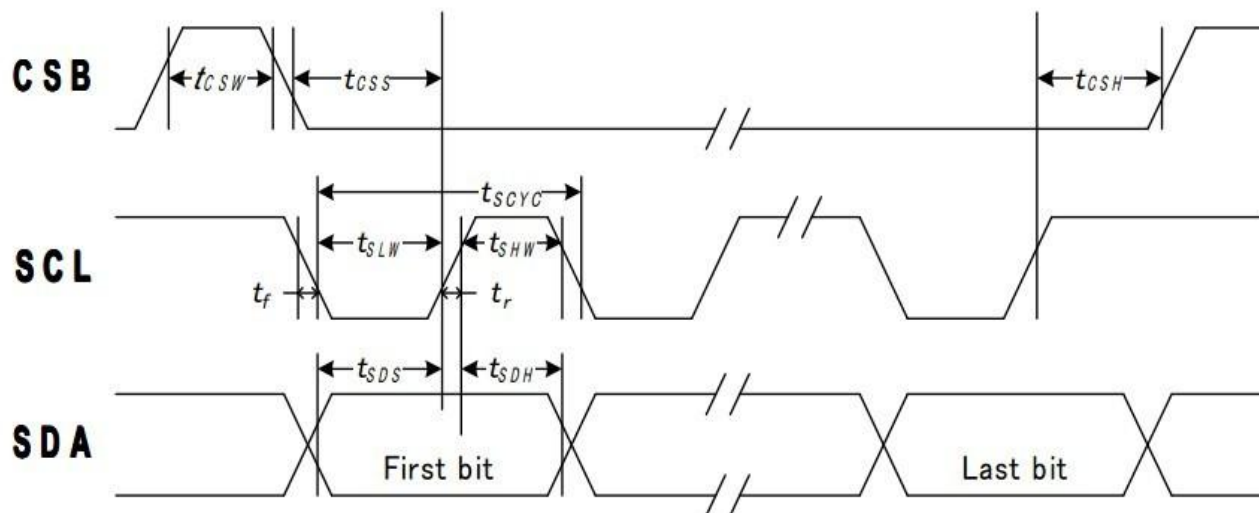 CSB
tCSW
tCSS
tCSH
tSCYC
SCL
tSLW
tSHW
tf
tr
tSDS
tSDH
SDA
First bit
Last bit